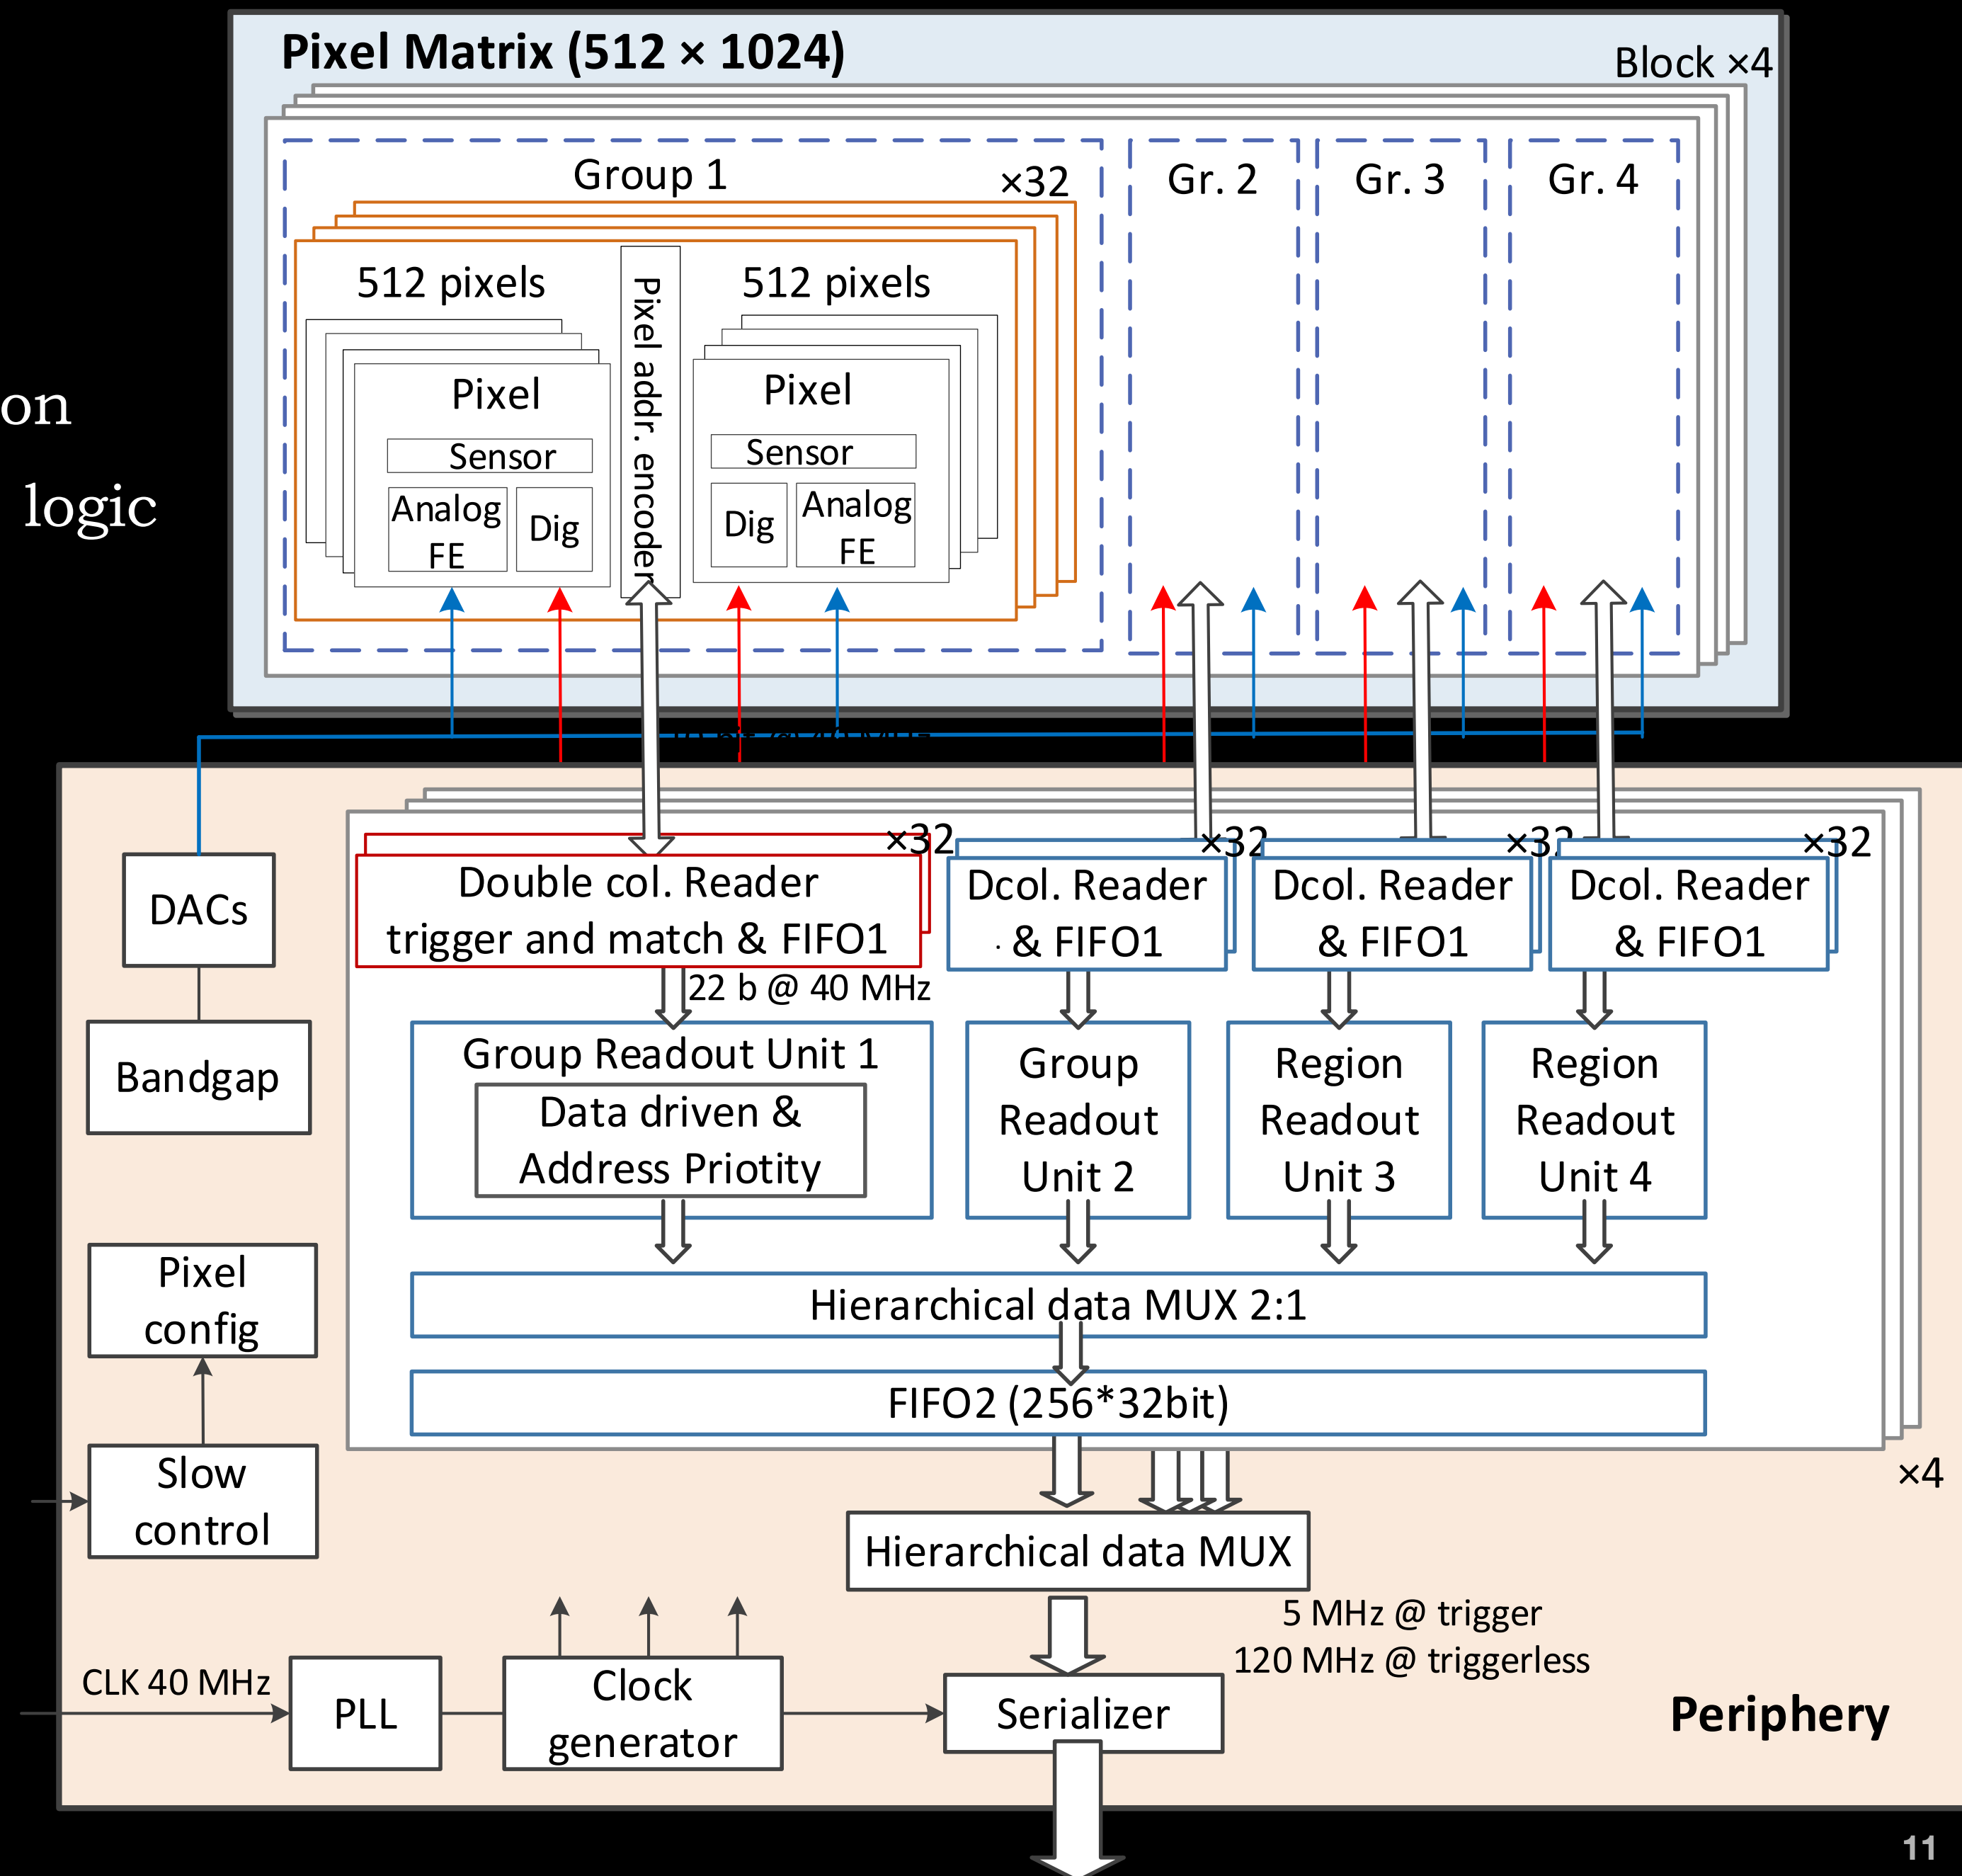 Pixel Matrix (512 × 1024)
Block ×4
Group 1
×32
Gr. 2
Gr. 3
Gr. 4
512 pixels
512 pixels
Pixel addr. encoder
Pixel
Sensor
Analog
FE
Dig
Pixel
Sensor
Dig
Analog
FE
on
logic
×32
×32
×32
×32
Double col. Reader
trigger and match & FIFO1
Dcol. Reader
& FIFO1
Dcol. Reader
& FIFO1
Dcol. Reader
& FIFO1
DACs
22 b @ 40 MHz
Bandgap
Group Readout Unit 1
Data driven &
Address Priotity
Group
Readout
Unit 2
Region
Readout
Unit 3
Region
Readout
Unit 4
Pixel
config
Hierarchical data MUX 2:1
FIFO2 (256*32bit)
Slow
control
×4
Hierarchical data MUX
5 MHz @ trigger
120 MHz @ triggerless
CLK 40 MHz
PLL
Clock
generator
Serializer
Periphery
11